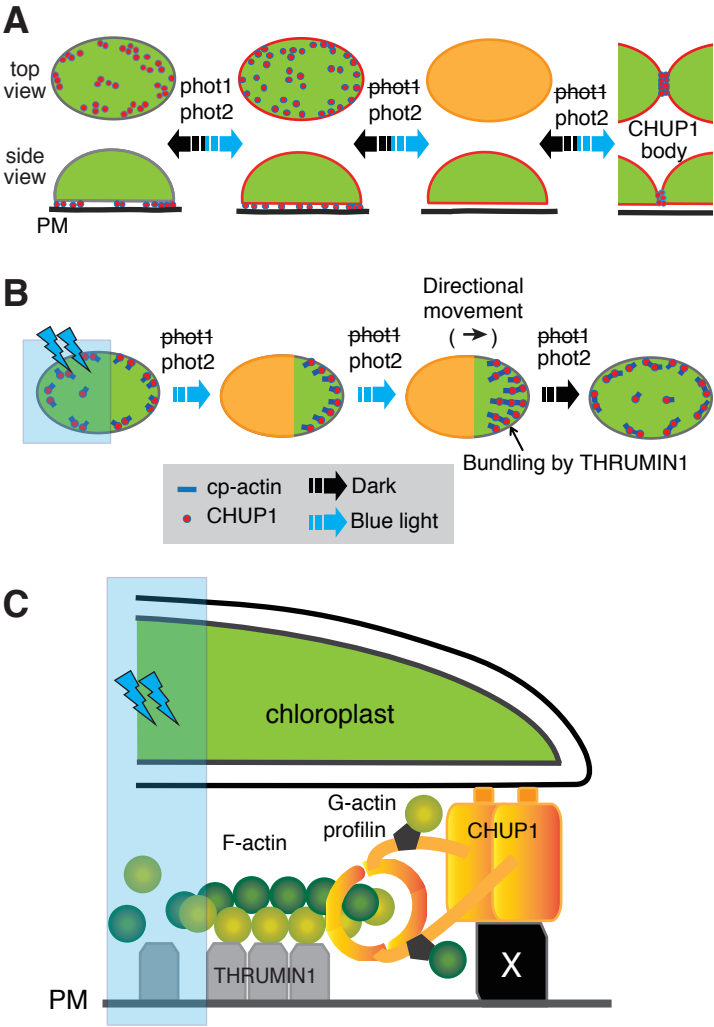 A
top
view
phot1
phot2
phot1
phot2
phot1
phot2
CHUP1
body
side
view
PM
B
Directional
movement
( → )
phot1
phot2
phot1
phot2
phot1
phot2
Bundling by THRUMIN1
cp-actin
Dark
CHUP1
Blue light
C
chloroplast
G-actin
profilin
CHUP1
F-actin
THRUMIN1
X
PM